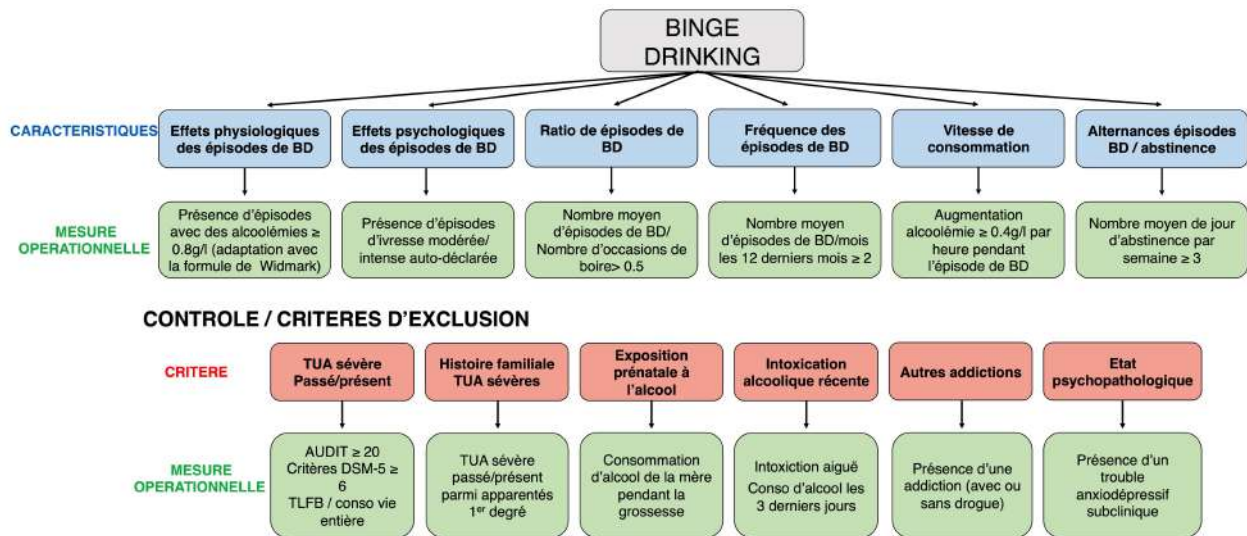 BINGE
DRINKING
CARACTERISTIQUES
Effets physiologiques
des épisodes de BD
Effets psychologiques
des épisodes de BD
Ratio de épisodes de
BD
Fréquence des
épisodes de BD
Vitesse de
consommation
Alternances épisodes
BD / abstinence
MESURE
OPERATIONNELLE
Présence d'épisodes
avec des alcoolémies ≥
0.8g/l (adaptation avec
la formule de Widmark)
Présence d'épisodes
d'ivresse modérée/
intense auto-déclarée
Nombre moyen
d'épisodes de BD/
Nombre d'occasions de
boire> 0.5
Nombre moyen
d'épisodes de BD/mois
les 12 derniers mois ≥ 2
Augmentation
alcoolémie ≥ 0.4g/l par
heure pendant
l'épisode de BD
Nombre moyen de jour
d'abstinence par
semaine ≥ 3
CONTROLE / CRITERES D'EXCLUSION
CRITERE
TUA sévère
Passé/présent
Histoire familiale
TUA sévères
Exposition
prénatale à
l'alcool
Intoxication
alcoolique récente
Autres addictions
Etat
psychopathologique
MESURE
OPERATIONNELLE
AUDIT ≥ 20
Critères DSM-5 ≥
6
TLFB / conso vie
entière
TUA sévère
passé/présent
parmi apparentés
1er degré
Consommation
d'alcool de la mère
pendant la
grossesse
Intoxiction aiguë
Conso d'alcool les
3 derniers jours
Présence d'une
addiction (avec ou
sans drogue)
Présence d'un
trouble
anxiodépressif
subclinique